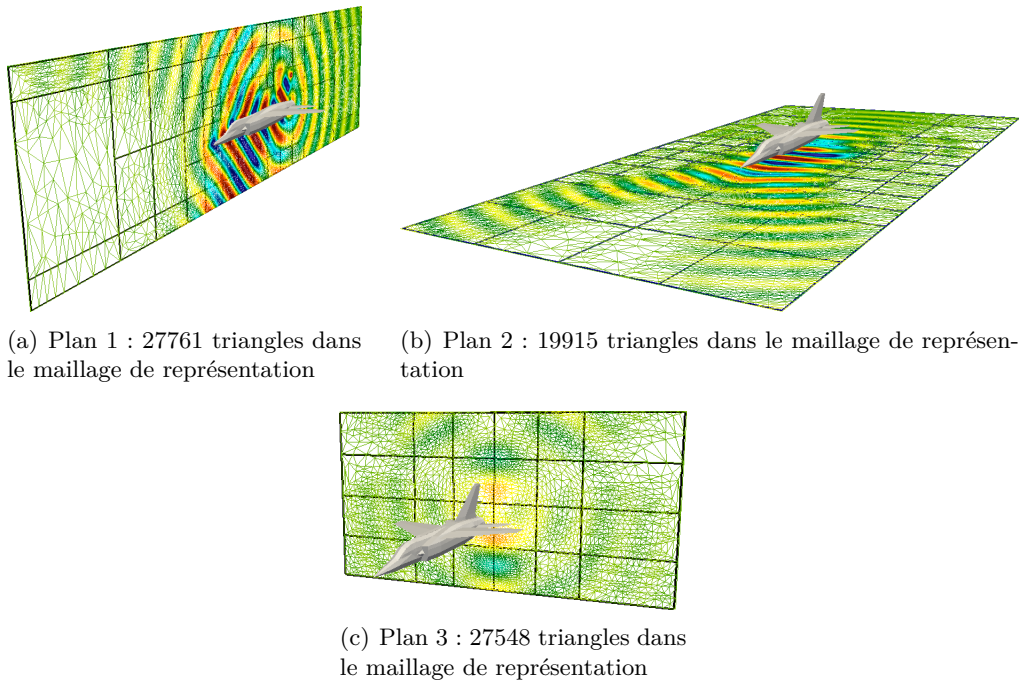 (a) Plan 1 : 27761 triangles dans
le maillage de représentation
(b) Plan 2 : 19915 triangles dans le maillage de représen-
tation
(c) Plan 3 : 27548 triangles dans
le maillage de représentation